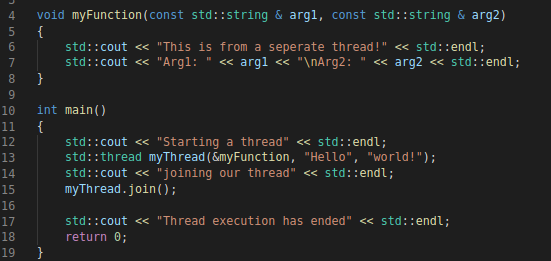 4 void myFunction(const std::string & arg1, const std::string & arg2)
5 {
6     std::cout << "This is from a seperate thread!" << std::endl;
7     std::cout << "Arg1: " << arg1 << "\nArg2: " << arg2 << std::endl;
8 }
9
10 int main()
11 {
12     std::cout << "Starting a thread" << std::endl;
13     std::thread myThread(&myFunction, "Hello", "world!");
14     std::cout << "joining our thread" << std::endl;
15     myThread.join();
16
17     std::cout << "Thread execution has ended" << std::endl;
18     return 0;
19 }